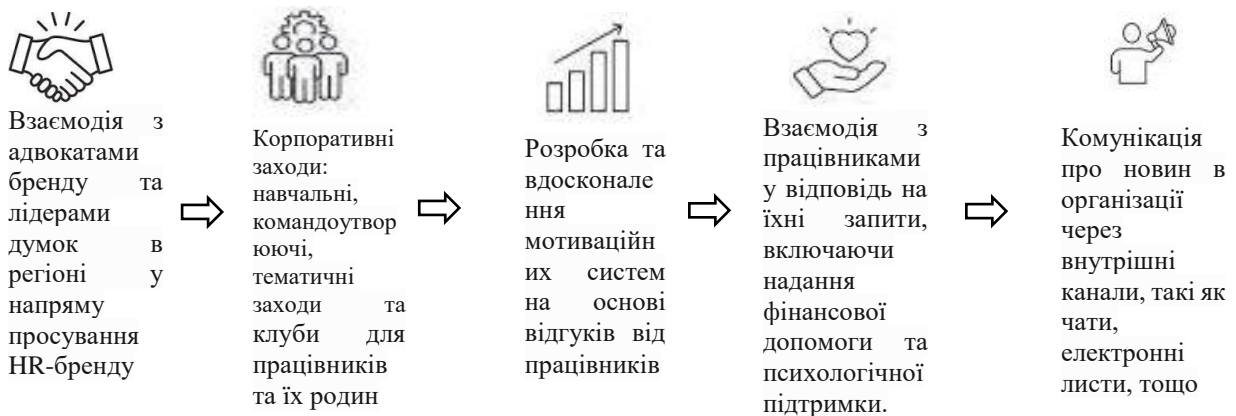 Взаємодія з
адвокатами
бренду та
лідерами
думок в
регіоні у
напряму
просування
HR-бренду
Корпоративні
заходи:
навчальні,
командоутвор
юючі,
тематичні
заходи та
клуби для
працівників
та їх родин
Розробка та
вдосконале
ння
мотиваційн
их систем
на основі
відгуків від
працівників
Взаємодія з
працівниками
у відповідь на
їхні запити,
включаючи
надання
фінансової
допомоги та
психологічної
підтримки.
Комунікація
про новин в
організації
через
внутрішні
канали, такі як
чати,
електронні
листи, тощо